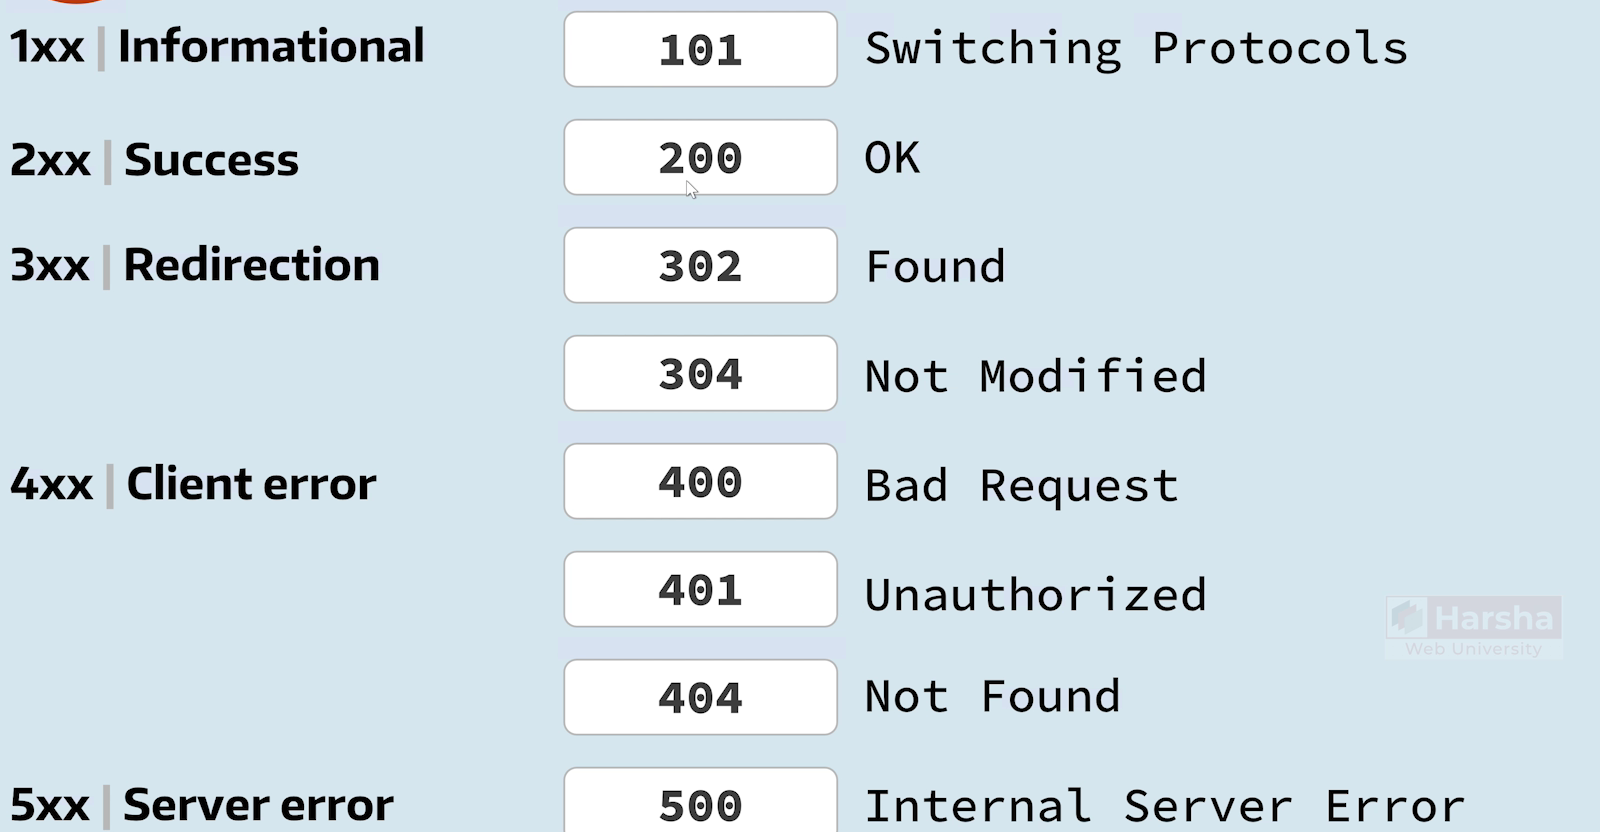 1xx | Informational 101 Switching Protocols
2xx | Success 200 OK
3xx | Redirection 302 Found
304 Not Modified
4xx | Client error 400 Bad Request
401 Unauthorized
Harsha
Web University
404 Not Found
5xx | Server error 500 Internal Server Error